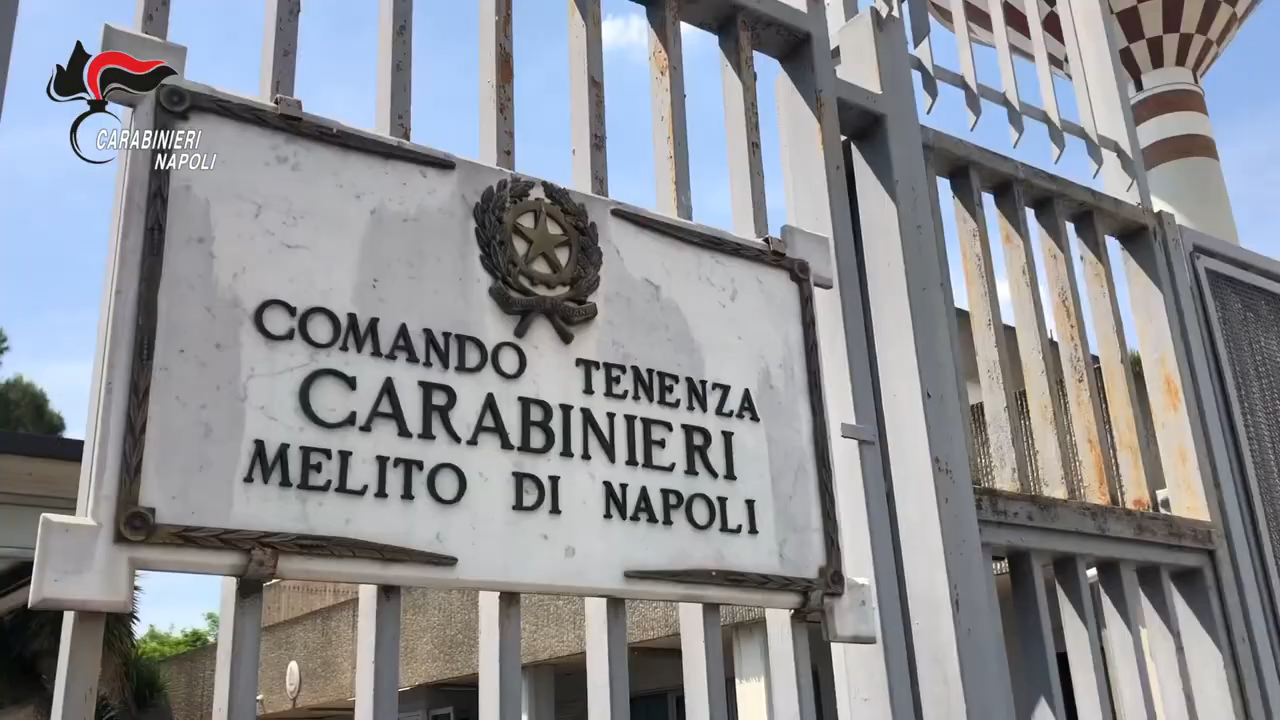 CARABINIERI
NAPOLI
COMANDO TENENZA
CARABINIERI
MELITO DI NAPOLI